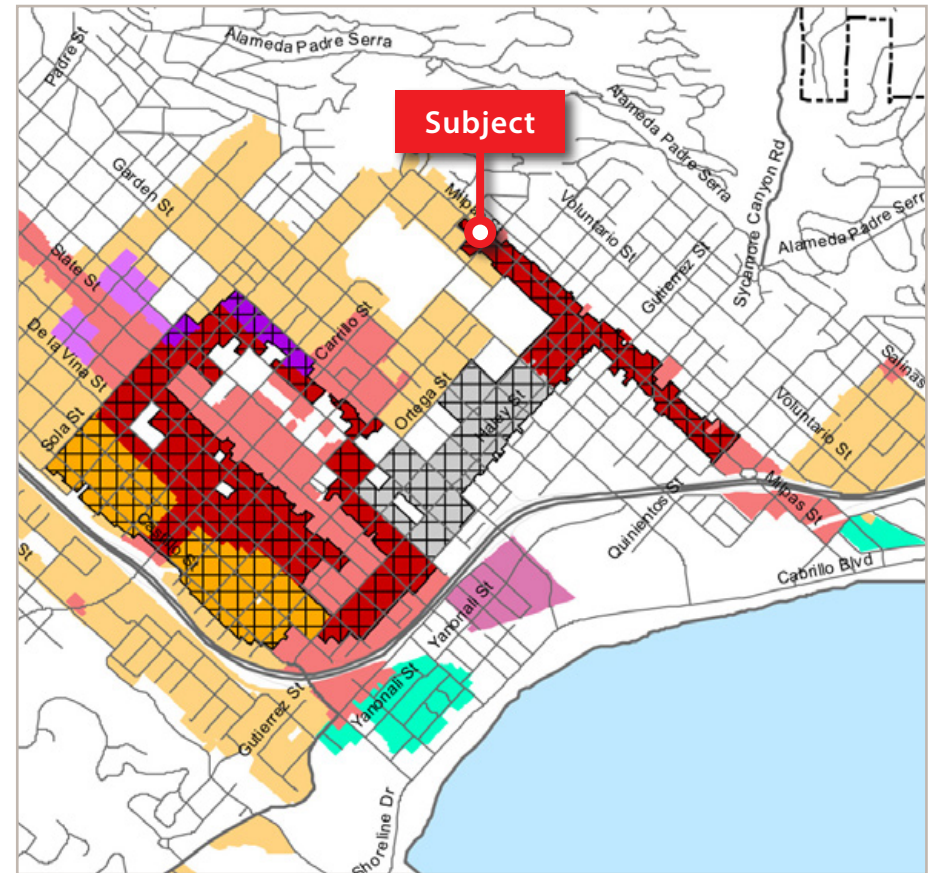 Padre St
Alameda Padre Serra
Subject
Alameda Padre Serra
Sycamore Canyon Rd
Garden St
Milpas St
Voluntario St
Alameda Padre Serra
State St
Gutierrez St
De la Vina St
Carrillo St
Salinas
Sola St
Ortega St
Voluntario St
Castillo St
Milpas St
Quinientos St
St
Cabrillo Blvd
Yanonali St
Yanonali St
Gutierrez St
Shoreline Dr